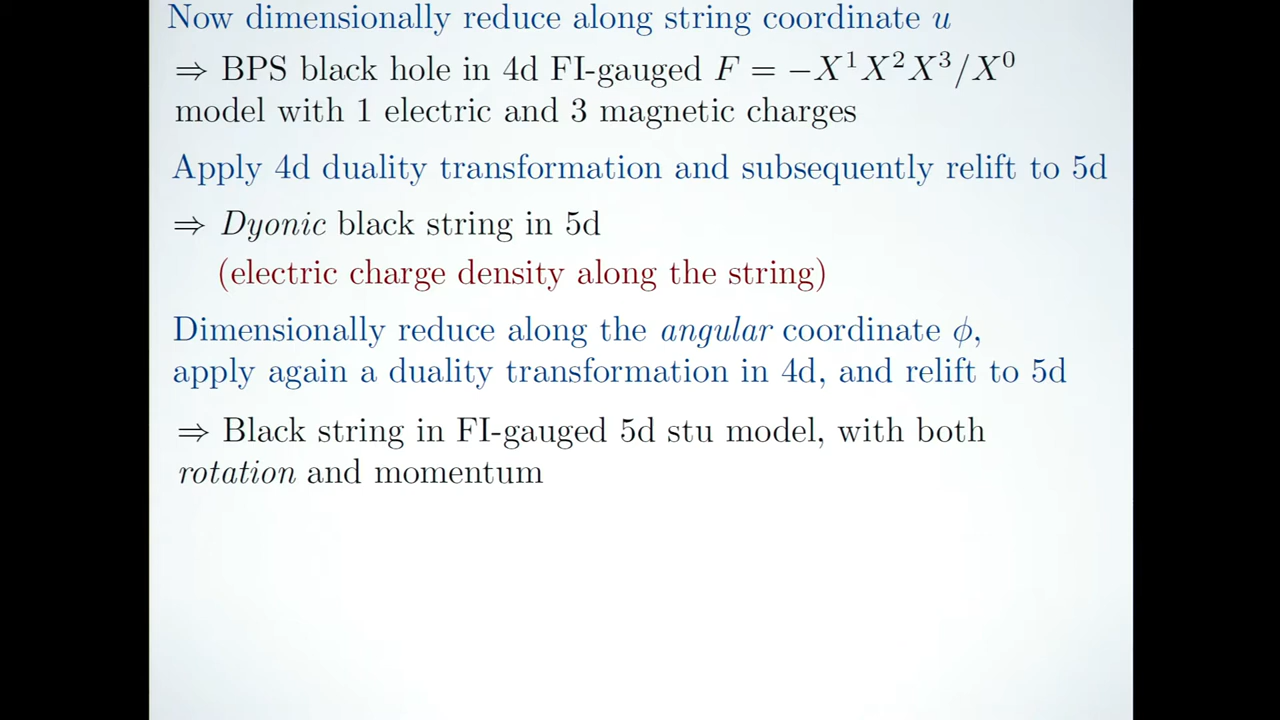 Now dimensionally reduce along string coordinate u
⇒ BPS black hole in 4d FI-gauged F = −X¹X²X³/X⁰
model with 1 electric and 3 magnetic charges
Apply 4d duality transformation and subsequently relift to 5d
⇒ Dyonic black string in 5d
(electric charge density along the string)
Dimensionally reduce along the angular coordinate ϕ,
apply again a duality transformation in 4d, and relift to 5d
⇒ Black string in FI-gauged 5d stu model, with both
rotation and momentum